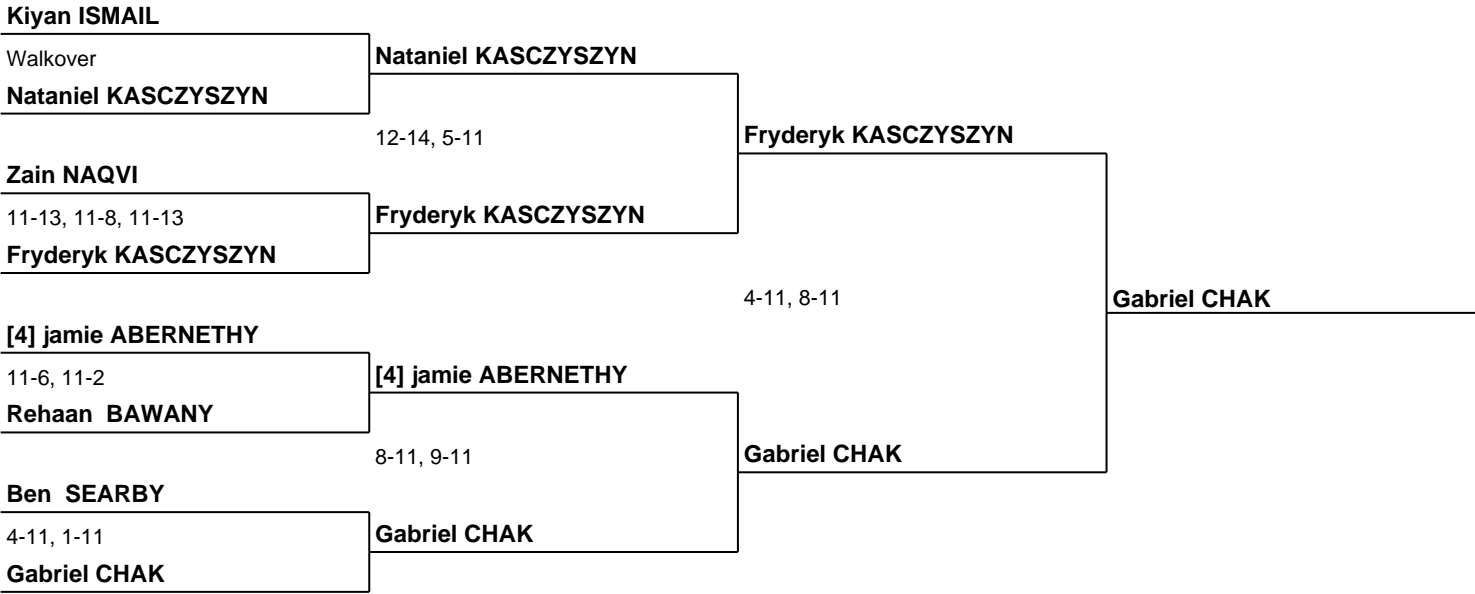 Kiyan ISMAIL
Walkover
Nataniel KASCZYSZYN
Nataniel KASCZYSZYN
12-14, 5-11
Fryderyk KASCZYSZYN
Zain NAQVI
11-13, 11-8, 11-13
Fryderyk KASCZYSZYN
Fryderyk KASCZYSZYN
4-11, 8-11
Gabriel CHAK
[4] jamie ABERNETHY
11-6, 11-2
[4] jamie ABERNETHY
Rehaan  BAWANY
8-11, 9-11
Gabriel CHAK
Ben  SEARBY
4-11, 1-11
Gabriel CHAK
Gabriel CHAK